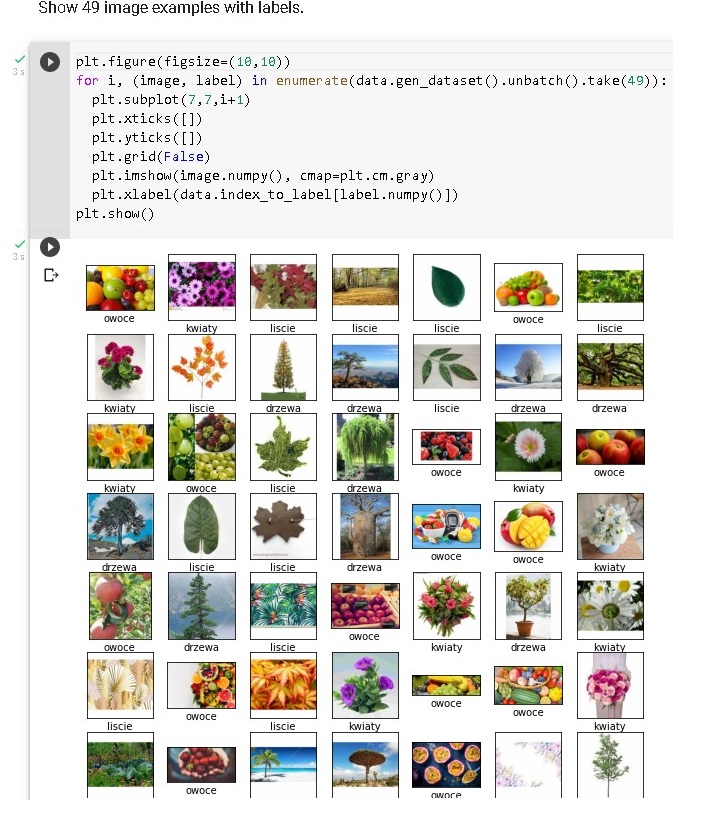 Show 49 image examples with labels.
3 s
plt.figure(figsize=(10,10))
for i, (image, label) in enumerate(data.gen_dataset().unbatch().take(49)):
plt.subplot(7,7,i+1)
plt.xticks([])
plt.yticks([])
plt.grid(False)
plt.imshow(image.numpy(), cmap=plt.cm.gray)
plt.xlabel(data.index_to_label[label.numpy()])
plt.show()
3 s
owoce kwiaty liscie liscie liscie owoce liscie
kwiaty liscie drzewa drzewa liscie drzewa drzewa
kwiaty owoce liscie drzewa owoce kwiaty owoce
drzewa liscie liscie drzewa owoce owoce kwiaty
owoce drzewa liscie owoce kwiaty drzewa kwiaty
liscie owoce liscie kwiaty owoce owoce kwiaty
owoce owoce